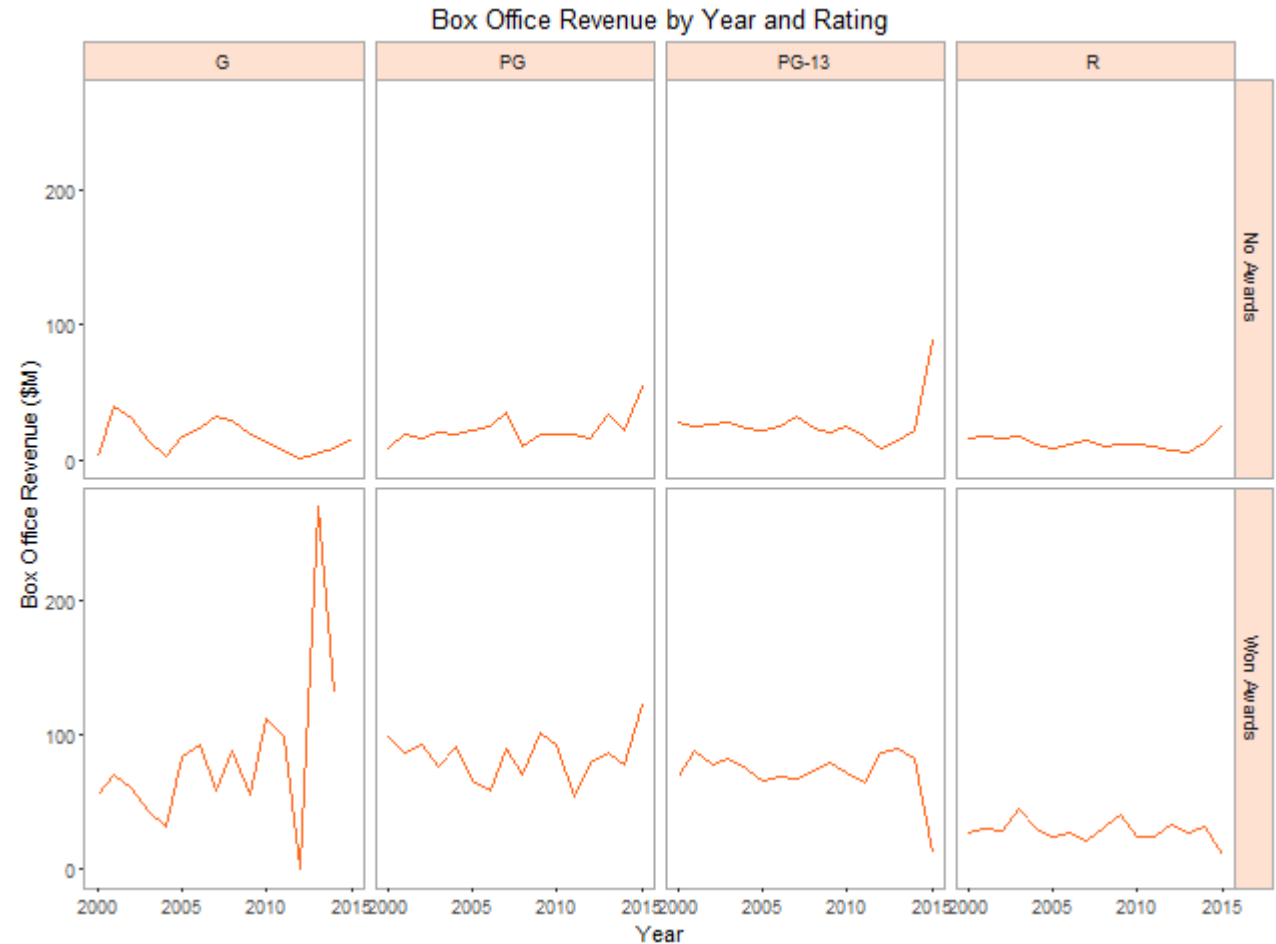 Box Office Revenue by Year and Rating
G PG PG-13 R
No Awards
200
100
0
Box Office Revenue ($M)
Won Awards
200
100
0
2000 2005 2010 2015 2000 2005 2010 2015 2000 2005 2010 2015 2000 2005 2010 2015
Year